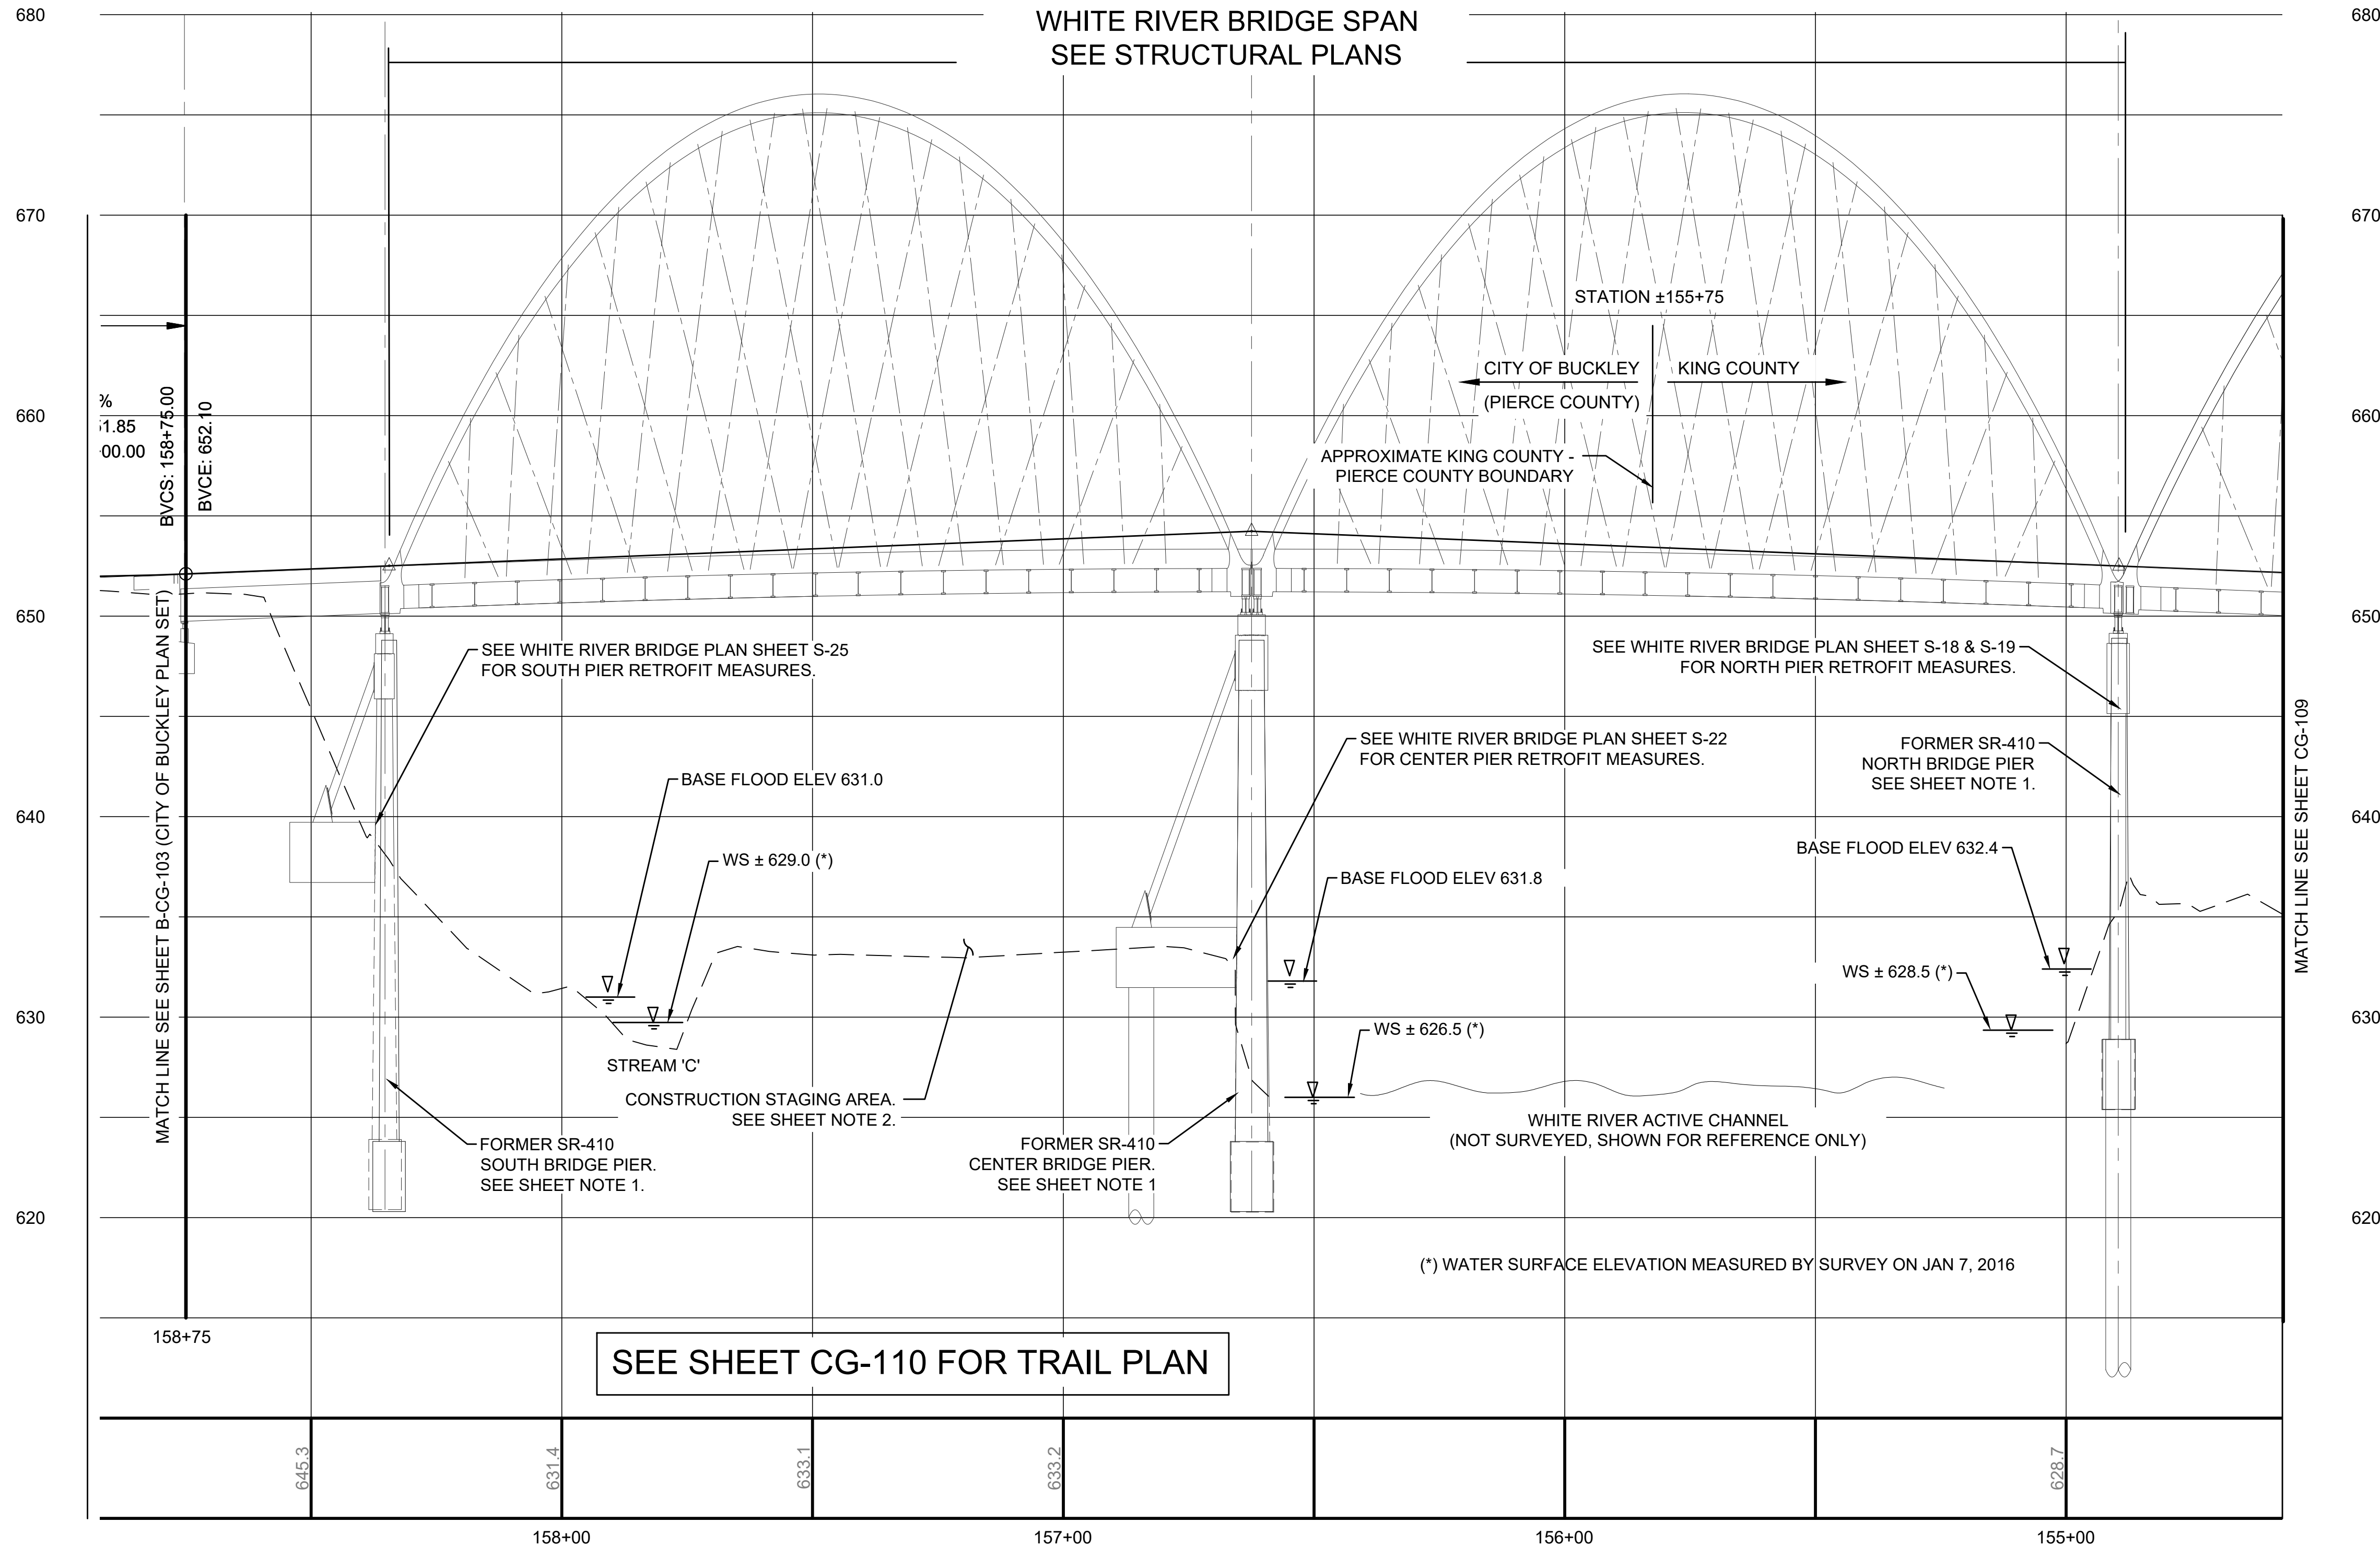 680
680
WHITE RIVER BRIDGE SPAN
SEE STRUCTURAL PLANS
670
670
STATION ±155+75
CITY OF BUCKLEY
KING COUNTY
(PIERCE COUNTY)
660
660
%
51.85
+00.00
BVCS: 158+75.00
BVCE: 652.10
APPROXIMATE KING COUNTY -
PIERCE COUNTY BOUNDARY
650
650
MATCH LINE SEE SHEET B-CG-103 (CITY OF BUCKLEY PLAN SET)
SEE WHITE RIVER BRIDGE PLAN SHEET S-25
FOR SOUTH PIER RETROFIT MEASURES.
SEE WHITE RIVER BRIDGE PLAN SHEET S-18 & S-19
FOR NORTH PIER RETROFIT MEASURES.
SEE WHITE RIVER BRIDGE PLAN SHEET S-22
FOR CENTER PIER RETROFIT MEASURES.
FORMER SR-410
NORTH BRIDGE PIER
SEE SHEET NOTE 1.
MATCH LINE SEE SHEET CG-109
BASE FLOOD ELEV 631.0
640
640
WS ± 629.0 (*)
BASE FLOOD ELEV 632.4
BASE FLOOD ELEV 631.8
WS ± 628.5 (*)
630
630
WS ± 626.5 (*)
STREAM 'C'
CONSTRUCTION STAGING AREA.
SEE SHEET NOTE 2.
WHITE RIVER ACTIVE CHANNEL
(NOT SURVEYED, SHOWN FOR REFERENCE ONLY)
FORMER SR-410
SOUTH BRIDGE PIER.
SEE SHEET NOTE 1.
FORMER SR-410
CENTER BRIDGE PIER.
SEE SHEET NOTE 1
620
620
(*) WATER SURFACE ELEVATION MEASURED BY SURVEY ON JAN 7, 2016
158+75
SEE SHEET CG-110 FOR TRAIL PLAN
645.3
631.4
633.1
633.2
628.7
158+00
157+00
156+00
155+00